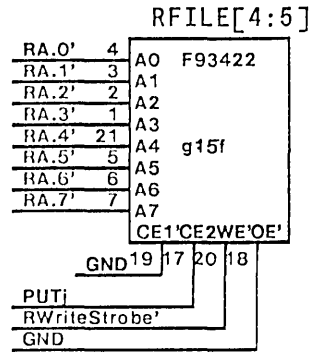 RFILE[4:5]
RA.0' 4 A0 F93422
RA.1' 3 A1
RA.2' 2 A2
RA.3' 1 A3
RA.4' 21 A4 g15f
RA.5' 5 A5
RA.6' 6 A6
RA.7' 7 A7
CE1'CE2WE'OE'
GND 19 17 20 18
PUTj
RWriteStrobe'
GND